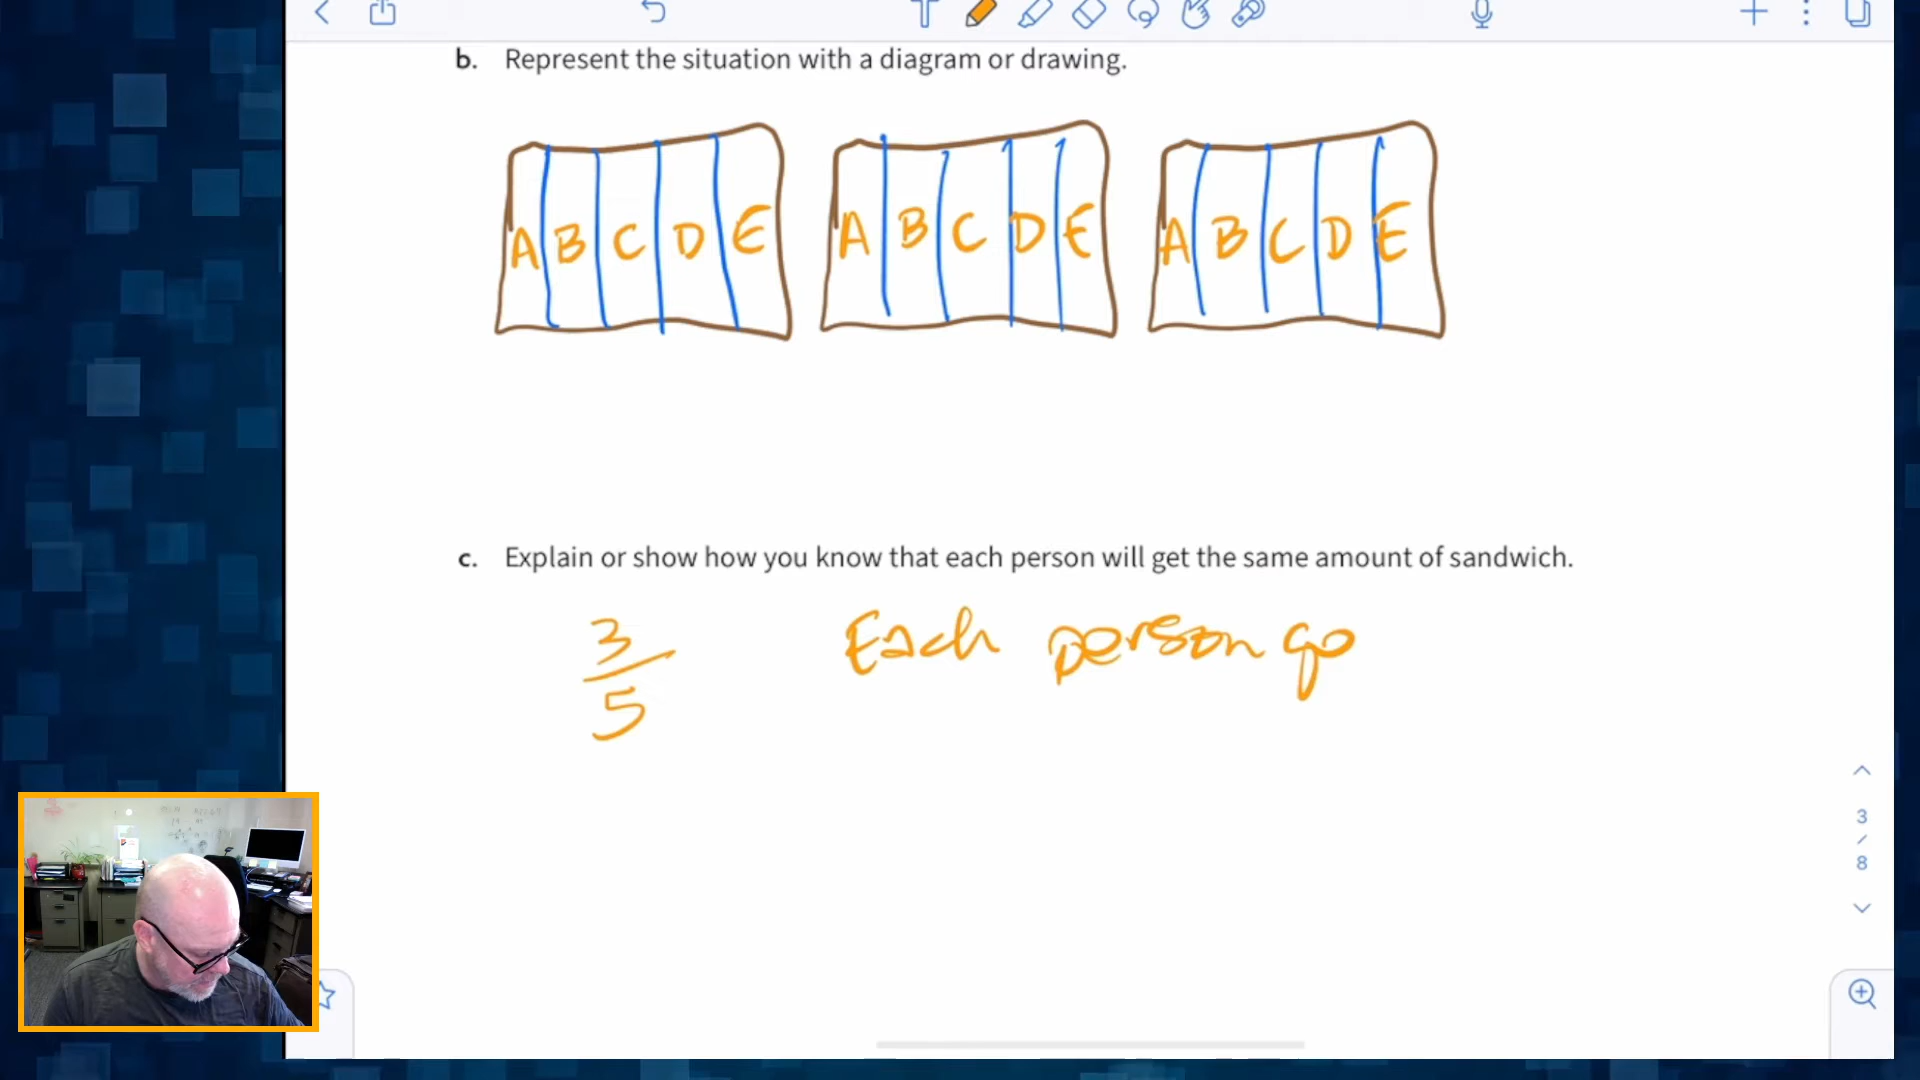 b. Represent the situation with a diagram or drawing.
A B C D E A B C D E A B C D E
c. Explain or show how you know that each person will get the same amount of sandwich.
3/5 Each person go
3
/
8